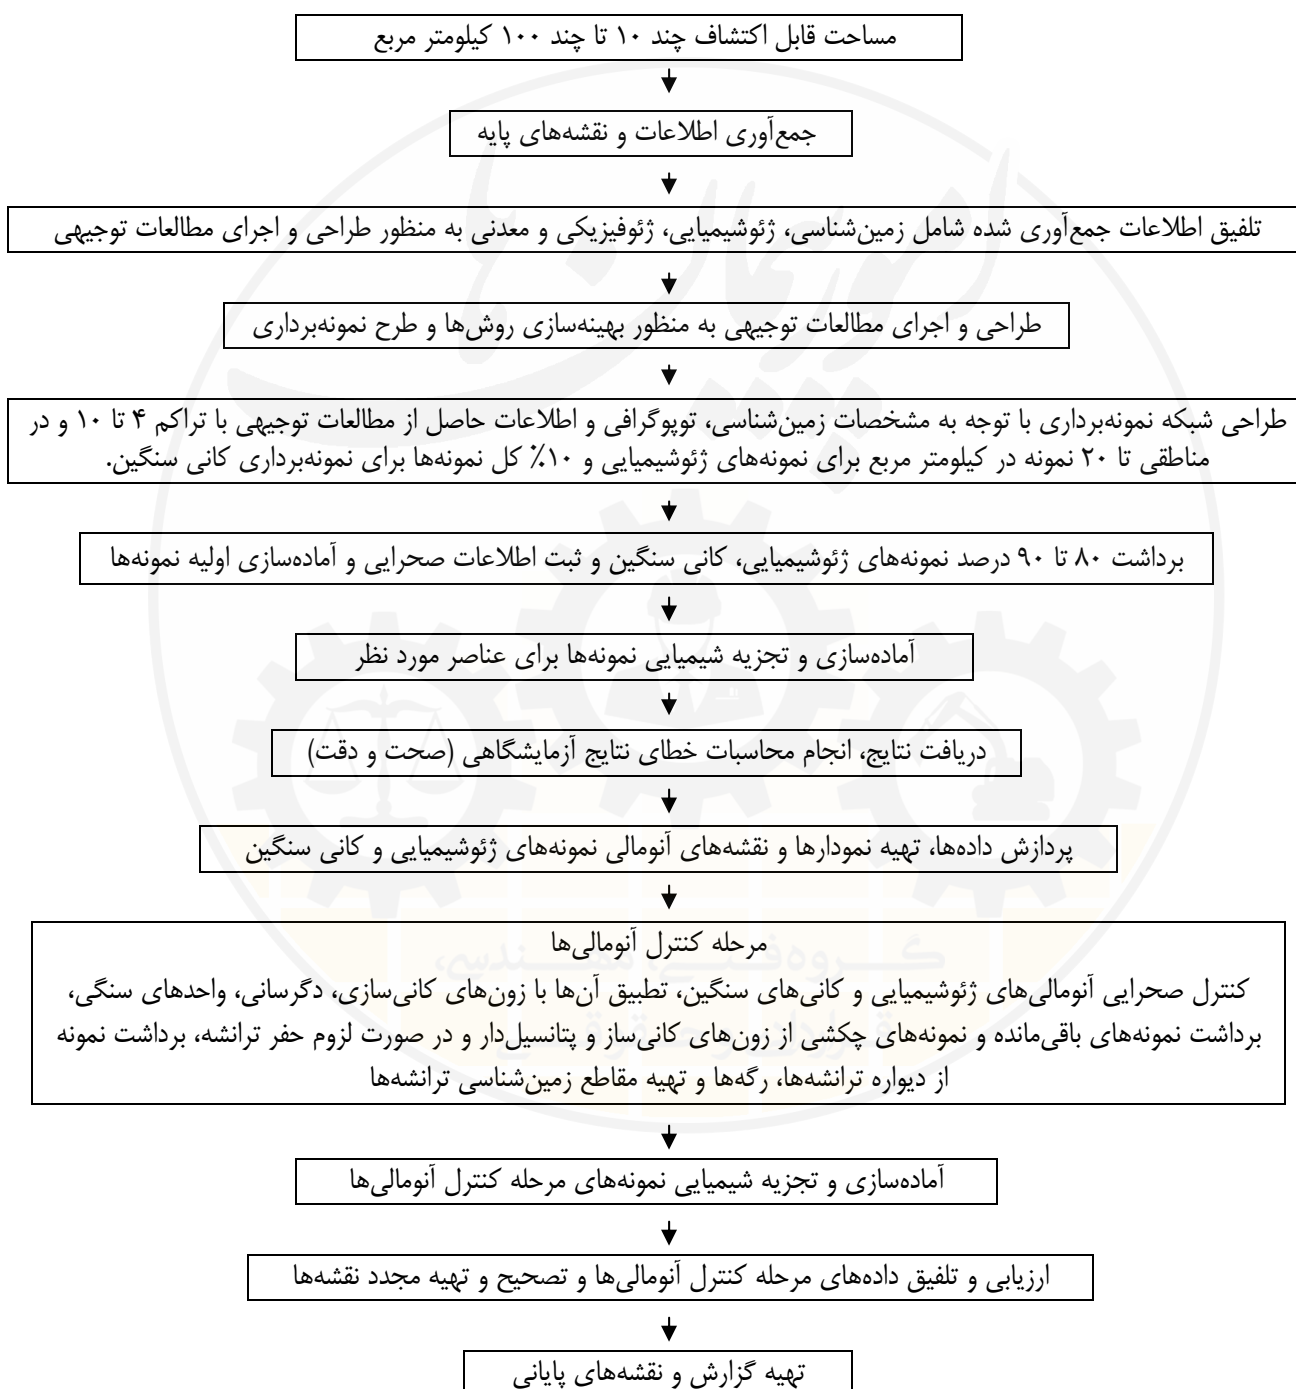 مساحت قابل اکتشاف چند ۱۰ تا چند ۱۰۰ کیلومتر مربع
جمع‌آوری اطلاعات و نقشه‌های پایه
تلفیق اطلاعات جمع‌آوری شده شامل زمین‌شناسی، ژئوشیمیایی، ژئوفیزیکی و معدنی به منظور طراحی و اجرای مطالعات توجیهی
طراحی و اجرای مطالعات توجیهی به منظور بهینه‌سازی روش‌ها و طرح نمونه‌برداری
طراحی شبکه نمونه‌برداری با توجه به مشخصات زمین‌شناسی، توپوگرافی و اطلاعات حاصل از مطالعات توجیهی با تراکم ۴ تا ۱۰ و در
مناطقی تا ۲۰ نمونه در کیلومتر مربع برای نمونه‌های ژئوشیمیایی و ۱۰٪ کل نمونه‌ها برای نمونه‌برداری کانی سنگین.
برداشت ۸۰ تا ۹۰ درصد نمونه‌های ژئوشیمیایی، کانی سنگین و ثبت اطلاعات صحرایی و آماده‌سازی اولیه نمونه‌ها
آماده‌سازی و تجزیه شیمیایی نمونه‌ها برای عناصر مورد نظر
دریافت نتایج، انجام محاسبات خطای نتایج آزمایشگاهی (صحت و دقت)
پردازش داده‌ها، تهیه نمودارها و نقشه‌های آنومالی نمونه‌های ژئوشیمیایی و کانی سنگین
مرحله کنترل آنومالی‌ها
کنترل صحرایی آنومالی‌های ژئوشیمیایی و کانی‌های سنگین، تطبیق آن‌ها با زون‌های کانی‌سازی، دگرسانی، واحدهای سنگی،
برداشت نمونه‌های باقی‌مانده و نمونه‌های چکشی از زون‌های کانی‌ساز و پتانسیل‌دار و در صورت لزوم حفر ترانشه، برداشت نمونه
از دیواره ترانشه‌ها، رگه‌ها و تهیه مقاطع زمین‌شناسی ترانشه‌ها
آماده‌سازی و تجزیه شیمیایی نمونه‌های مرحله کنترل آنومالی‌ها
ارزیابی و تلفیق داده‌های مرحله کنترل آنومالی‌ها و تصحیح و تهیه مجدد نقشه‌ها
تهیه گزارش و نقشه‌های پایانی